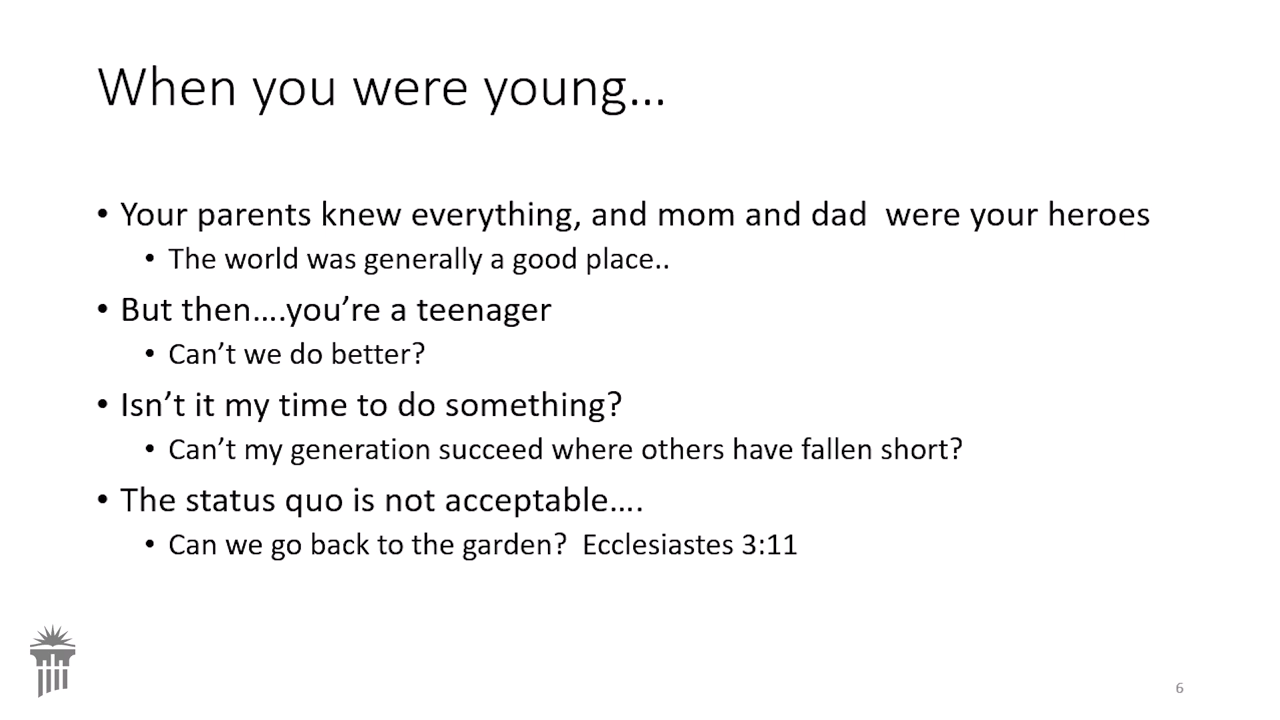 When you were young...
• Your parents knew everything, and mom and dad  were your heroes
• The world was generally a good place..
• But then....you're a teenager
• Can't we do better?
• Isn't it my time to do something?
• Can't my generation succeed where others have fallen short?
• The status quo is not acceptable....
• Can we go back to the garden?  Ecclesiastes 3:11
6